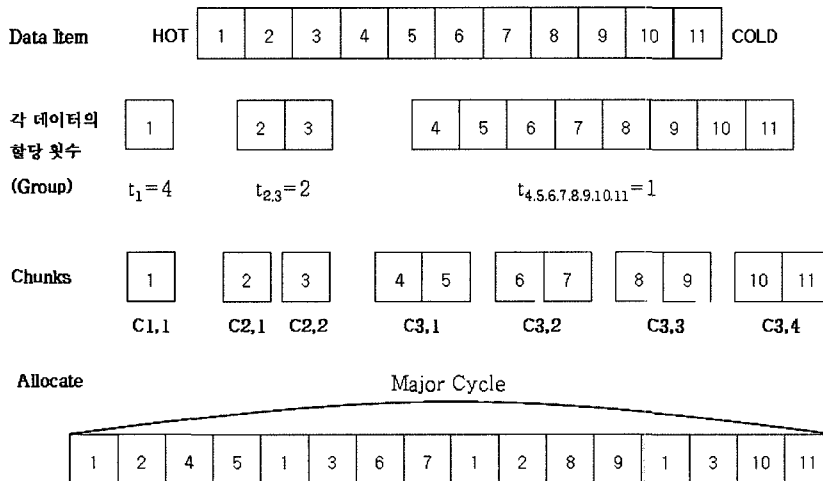 Data Item HOT 1 2 3 4 5 6 7 8 9 10 11 COLD
각 데이터의
할당 횟수
(Group)
1 2 3 4 5 6 7 8 9 10 11
t1=4 t2,3=2 t4.5.6.7.8.9.10.11=1
Chunks 1 2 3 4 5 6 7 8 9 10 11
C1,1 C2,1 C2,2 C3,1 C3,2 C3,3 C3,4
Allocate Major Cycle
1 2 4 5 1 3 6 7 1 2 8 9 1 3 10 11